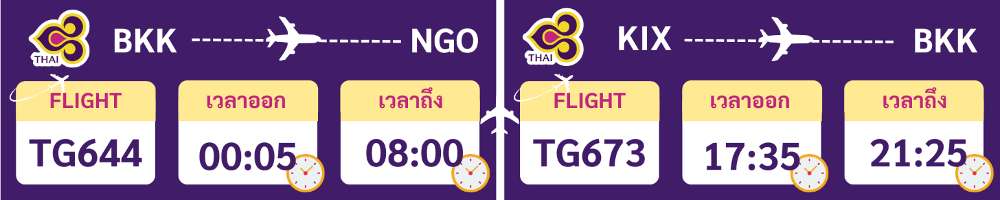 THAI
BKK NGO
FLIGHT เวลาออก เวลาถึง
TG644 00:05 08:00
THAI
KIX BKK
FLIGHT เวลาออก เวลาถึง
TG673 17:35 21:25